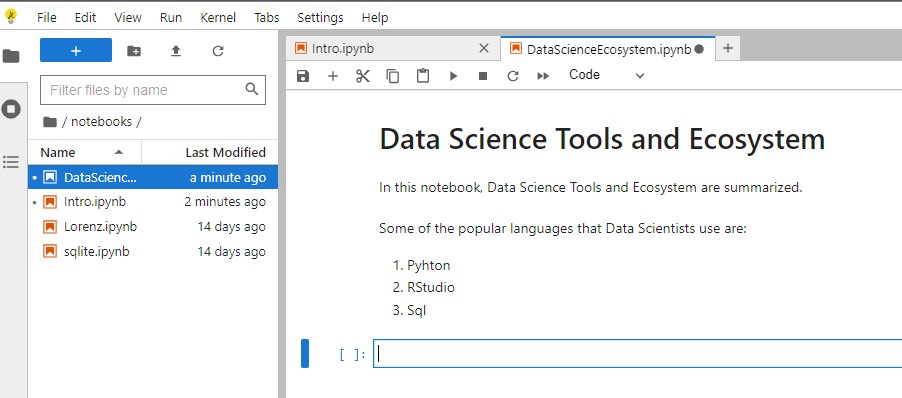 File Edit View Run Kernel Tabs Settings Help
+
Filter files by name
/ notebooks /
Name Last Modified
DataScienc... a minute ago
Intro.ipynb 2 minutes ago
Lorenz.ipynb 14 days ago
sqlite.ipynb 14 days ago
Intro.ipynb DataScienceEcosystem.ipynb +
Code
Data Science Tools and Ecosystem
In this notebook, Data Science Tools and Ecosystem are summarized.
Some of the popular languages that Data Scientists use are:
1. Pyhton
2. RStudio
3. Sql
[ ]: